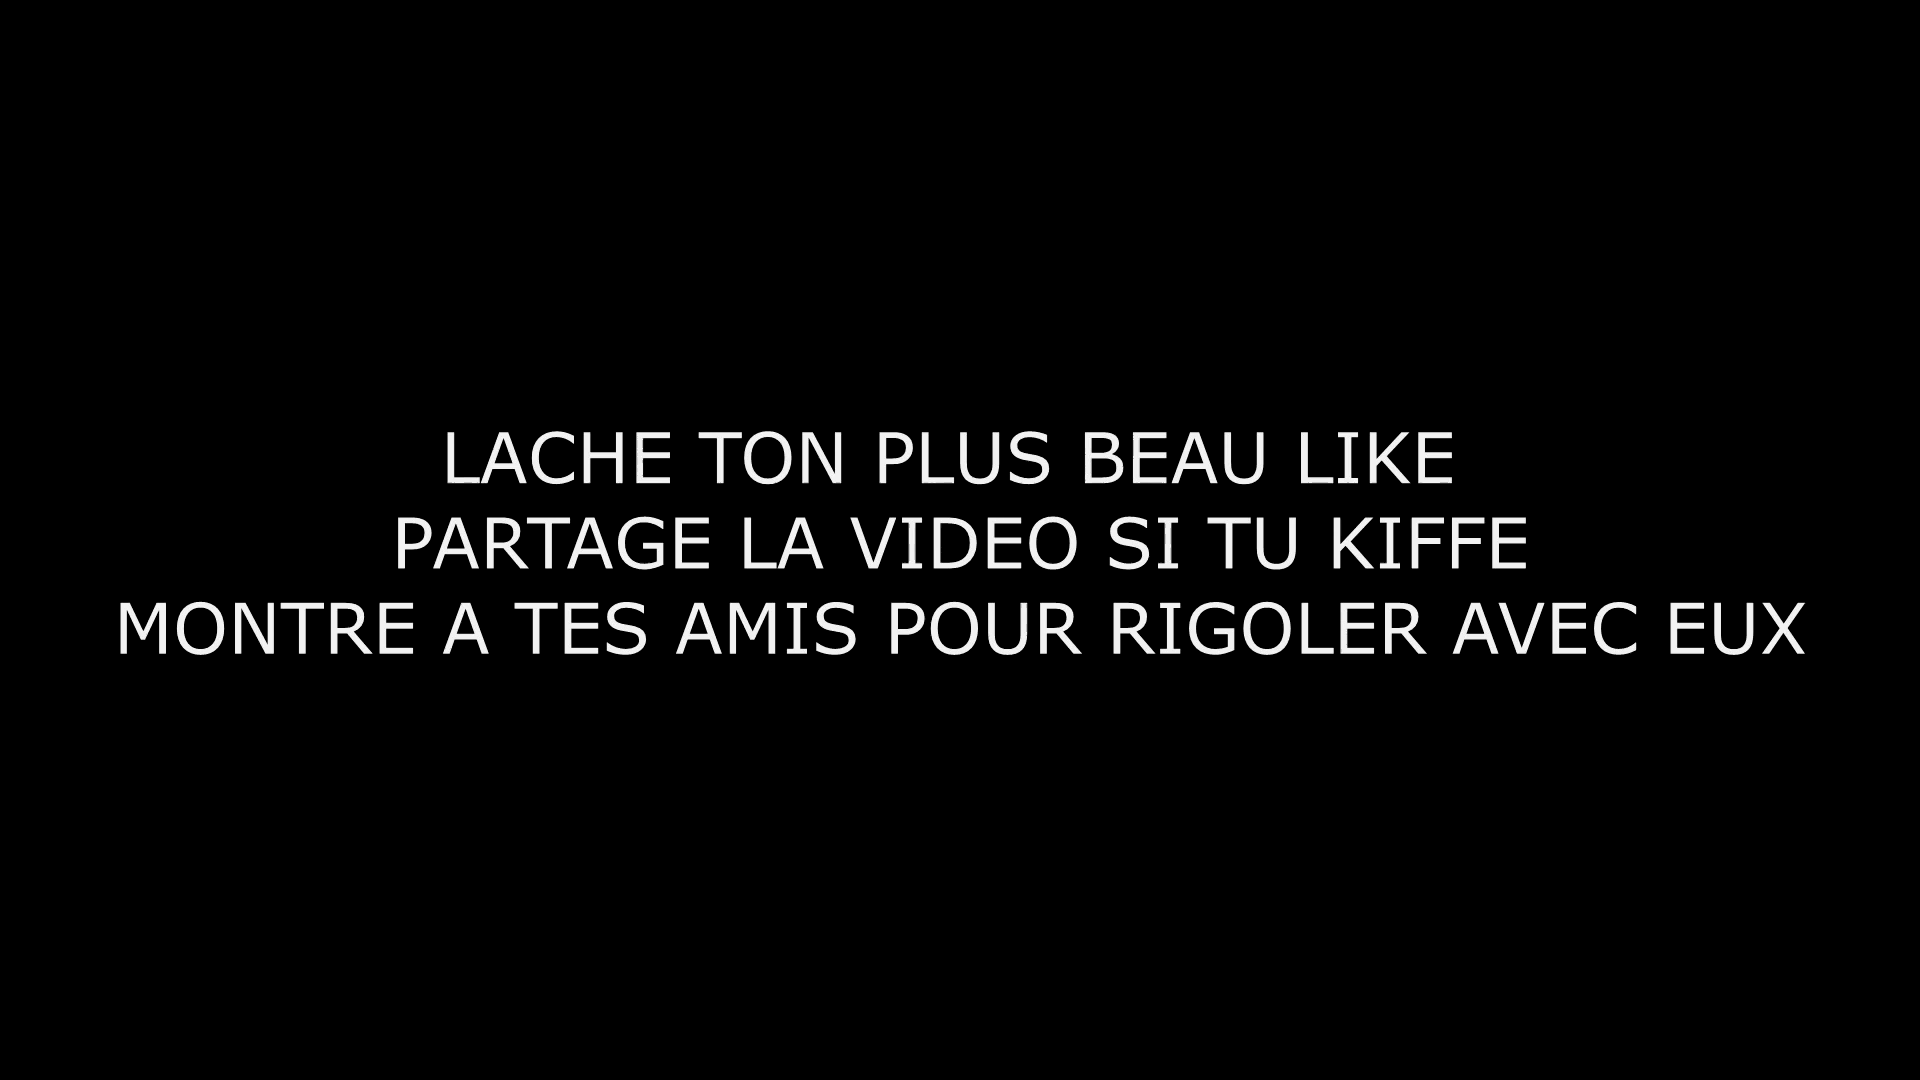 LACHE TON PLUS BEAU LIKE
PARTAGE LA VIDEO SI TU KIFFE
MONTRE A TES AMIS POUR RIGOLER AVEC EUX